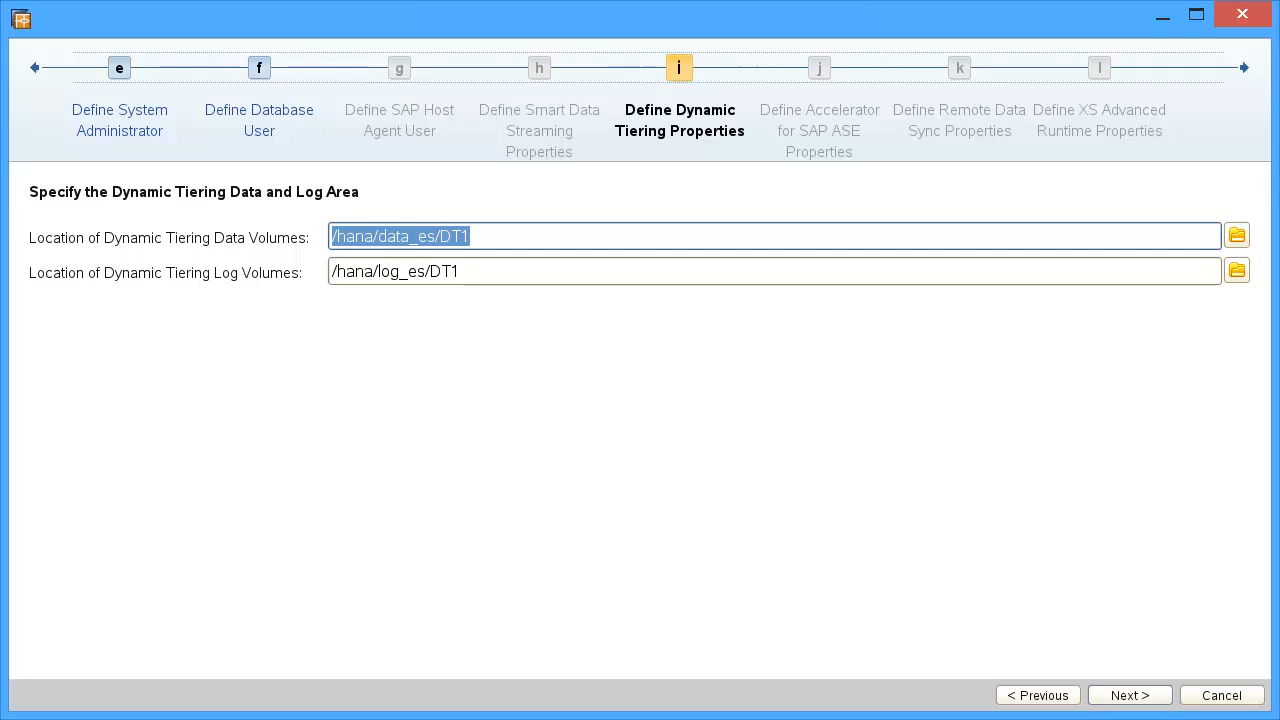 e f g h i j k l
Define System Define Database Define SAP Host Define Smart Data Define Dynamic Define Accelerator Define Remote Data Define XS Advanced
Administrator User Agent User Streaming Tiering Properties for SAP ASE Sync Properties Runtime Properties
Properties Properties
Specify the Dynamic Tiering Data and Log Area
Location of Dynamic Tiering Data Volumes: /hana/data_es/DT1
Location of Dynamic Tiering Log Volumes: /hana/log_es/DT1
< Previous Next > Cancel